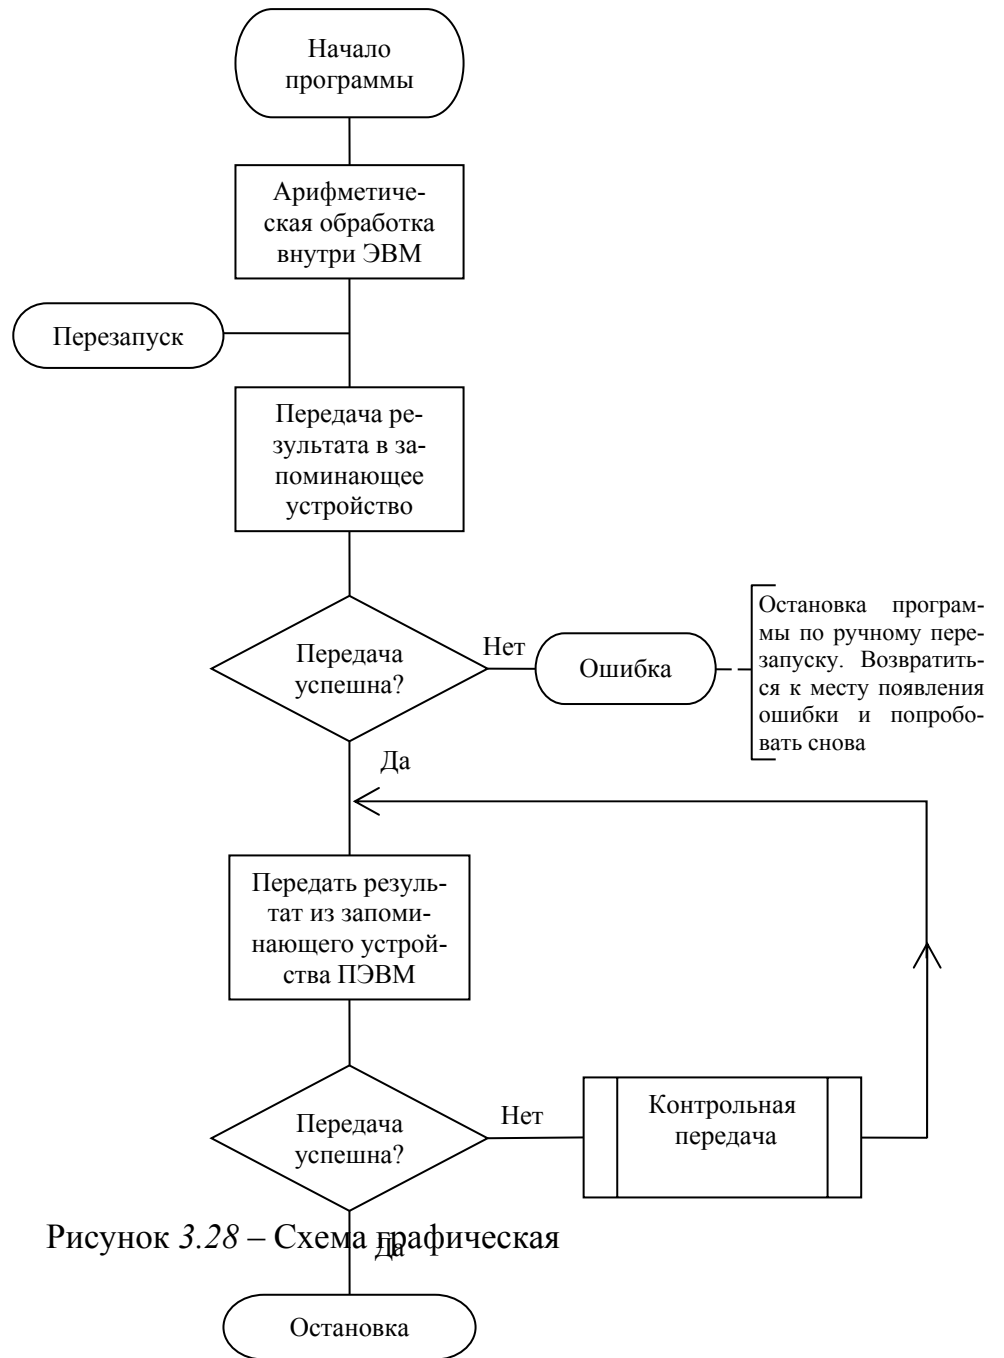 Начало
программы
Арифметиче-
ская обработка
внутри ЭВМ
Перезапуск
Передача ре-
зультата в за-
поминающее
устройство
Передача
успешна?
Нет
Ошибка
Остановка програм-
мы по ручному пере-
запуску. Возвратить-
ся к месту появления
ошибки и попробо-
вать снова
Да
Передать резуль-
тат из запоми-
нающего устрой-
ства ПЭВМ
Передача
успешна?
Нет
Контрольная
передача
Рисунок 3.28 – Схема графическая
Да
Остановка